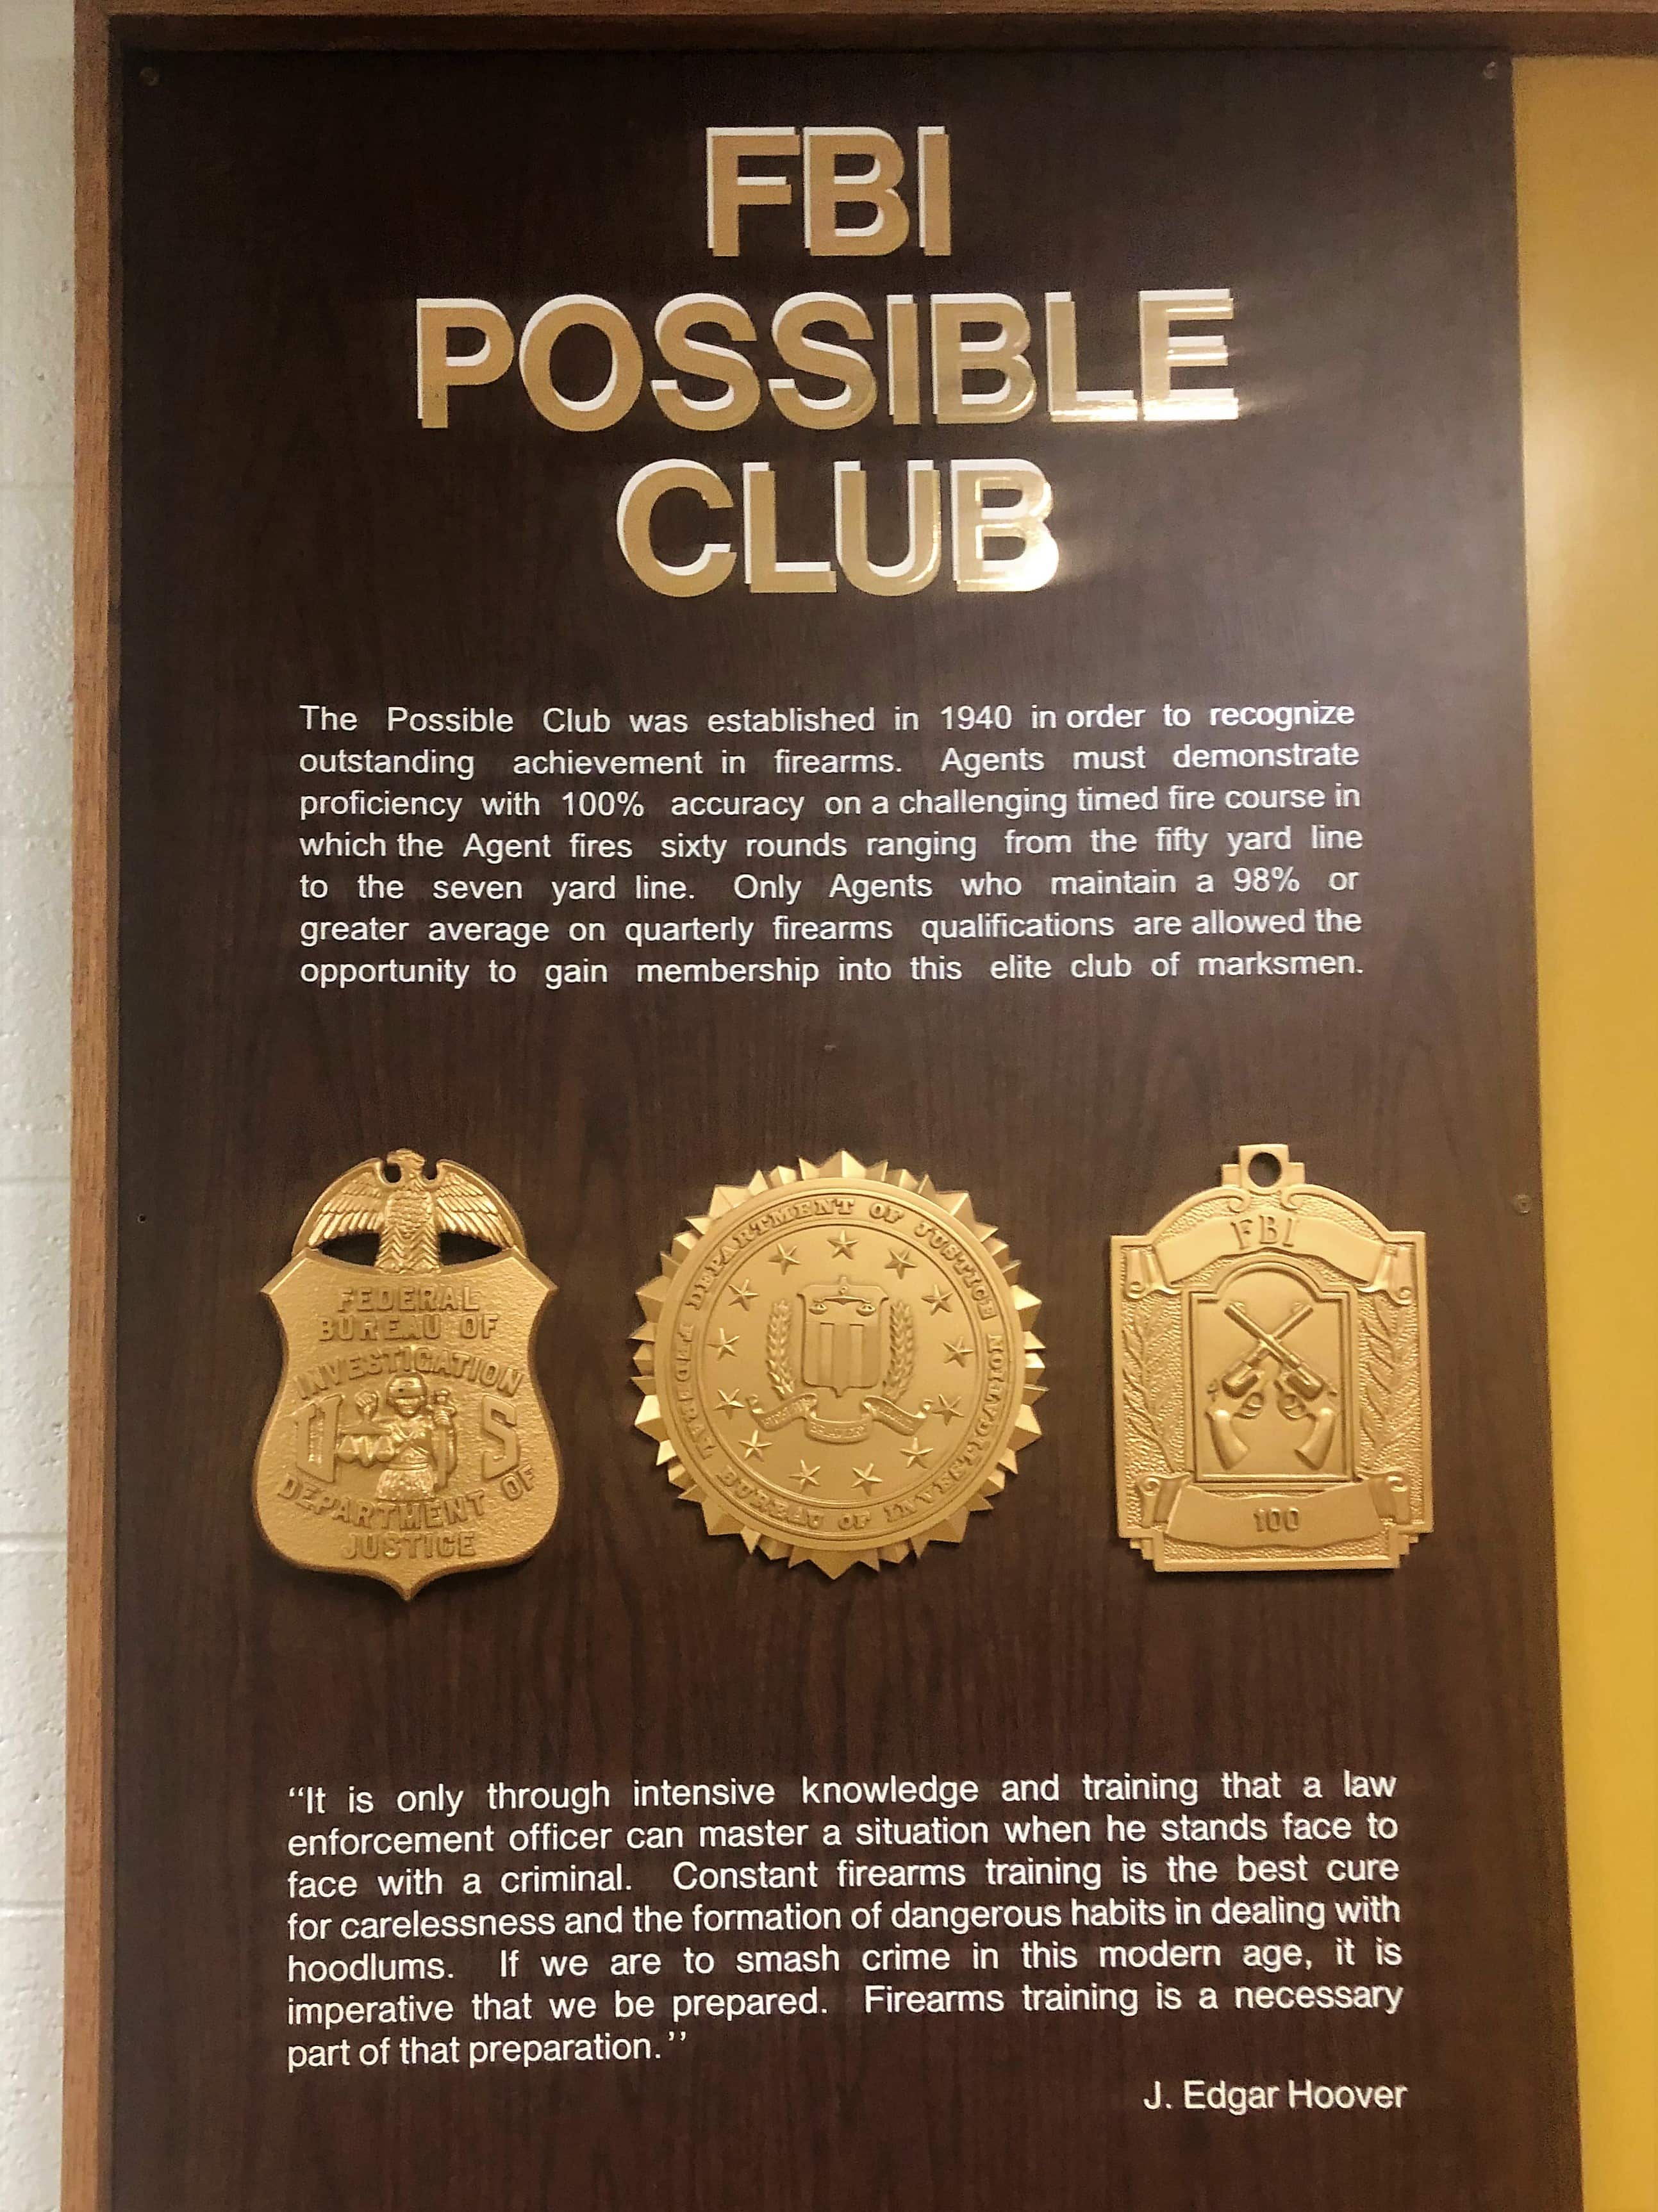 FBI
POSSIBLE
CLUB
The Possible Club was established in 1940 in order to recognize
outstanding achievement in firearms. Agents must demonstrate
proficiency with 100% accuracy on a challenging timed fire course in
which the Agent fires sixty rounds ranging from the fifty yard line
to the seven yard line. Only Agents who maintain a 98% or
greater average on quarterly firearms qualifications are allowed the
opportunity to gain membership into this elite club of marksmen.
FEDERAL
BUREAU OF
INVESTIGATION
U S
DEPARTMENT OF
JUSTICE
DEPARTMENT OF JUSTICE
FEDERAL BUREAU OF INVESTIGATION
FBI
100
“It is only through intensive knowledge and training that a law
enforcement officer can master a situation when he stands face to
face with a criminal. Constant firearms training is the best cure
for carelessness and the formation of dangerous habits in dealing with
hoodlums. If we are to smash crime in this modern age, it is
imperative that we be prepared. Firearms training is a necessary
part of that preparation.’’
J. Edgar Hoover